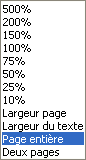 500%
200%
150%
100%
75%
50%
25%
10%
Largeur page
Largeur du texte
Page entière
Deux pages